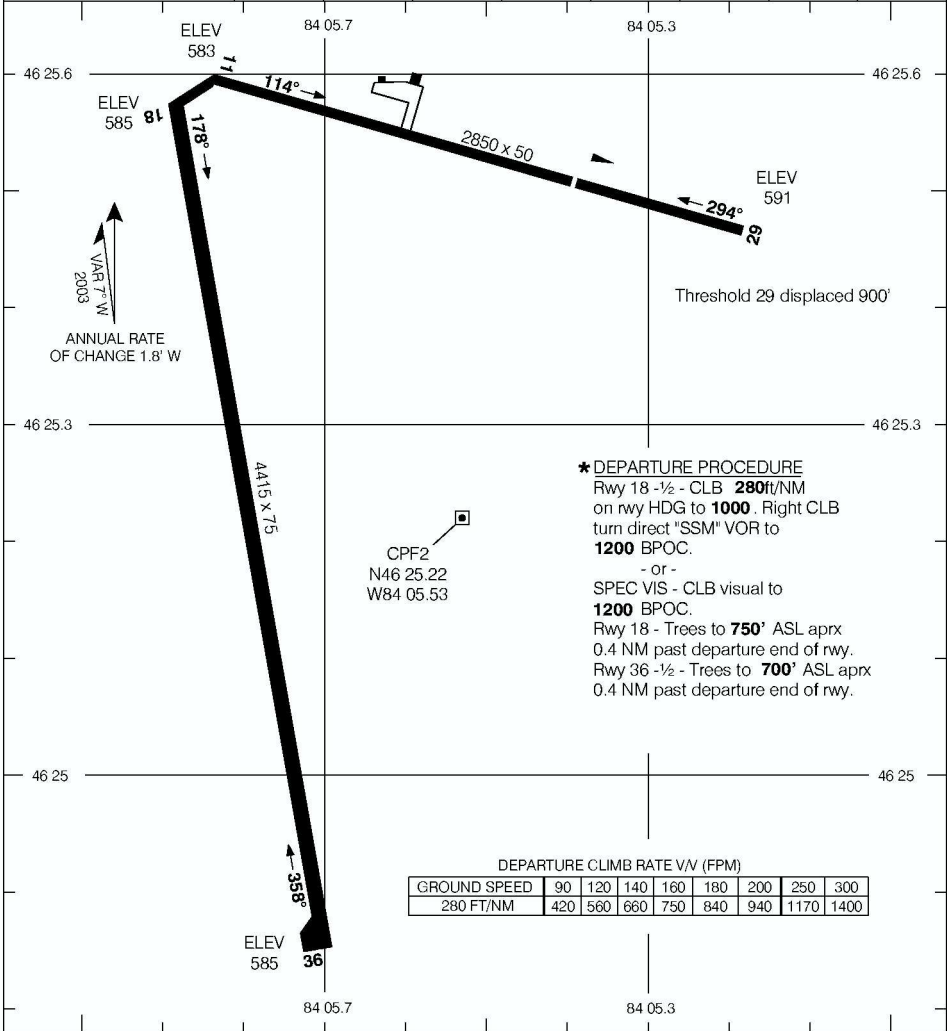 84 05.7
84 05.3
ELEV
583
11
46 25.6
46 25.6
114°
ELEV
585
18
178°
2850 x 50
ELEV
591
294°
29
VAR 7° W
2003
Threshold 29 displaced 900'
ANNUAL RATE
OF CHANGE 1.8' W
46 25.3
46 25.3
4415 x 75
* DEPARTURE PROCEDURE
Rwy 18 -½ - CLB 280ft/NM
on rwy HDG to 1000 . Right CLB
turn direct "SSM" VOR to
1200 BPOC.
- or -
SPEC VIS - CLB visual to
1200 BPOC.
Rwy 18 - Trees to 750' ASL aprx
0.4 NM past departure end of rwy.
Rwy 36 -½ - Trees to 700' ASL aprx
0.4 NM past departure end of rwy.
CPF2
N46 25.22
W84 05.53
46 25
46 25
358°
DEPARTURE CLIMB RATE V/V (FPM)
GROUND SPEED 90 120 140 160 180 200 250 300
280 FT/NM 420 560 660 750 840 940 1170 1400
ELEV
585
36
84 05.7
84 05.3